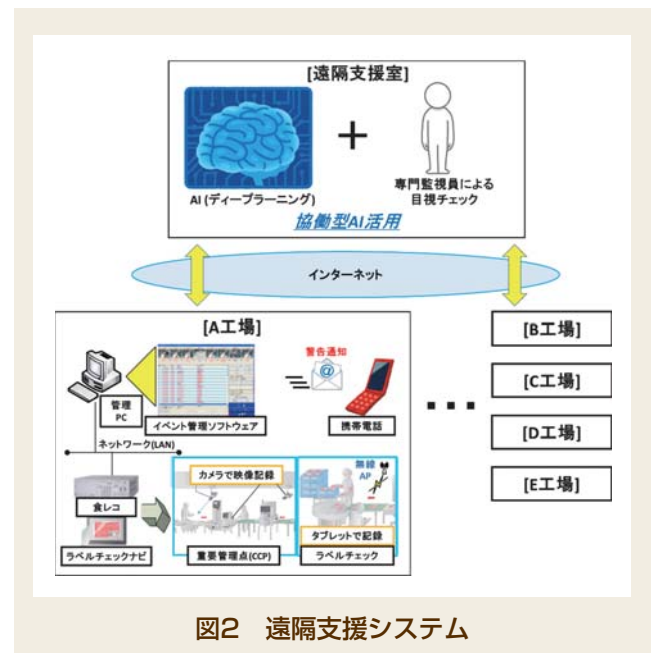 [遠隔支援室]
+
AI (ディープラーニング)
専門監視員による
目視チェック
協働型AI活用
インターネット
[A工場]
警告通知
@
管理
PC
イベント管理ソフトウェア
携帯電話
ネットワーク(LAN)
カメラで映像記録
無線
AP
食レコ
タブレットで記録
ラベルチェックナビ
重要管理点(CCP)
ラベルチェック
[B工場]
[C工場]
[D工場]
[E工場]
図2 遠隔支援システム